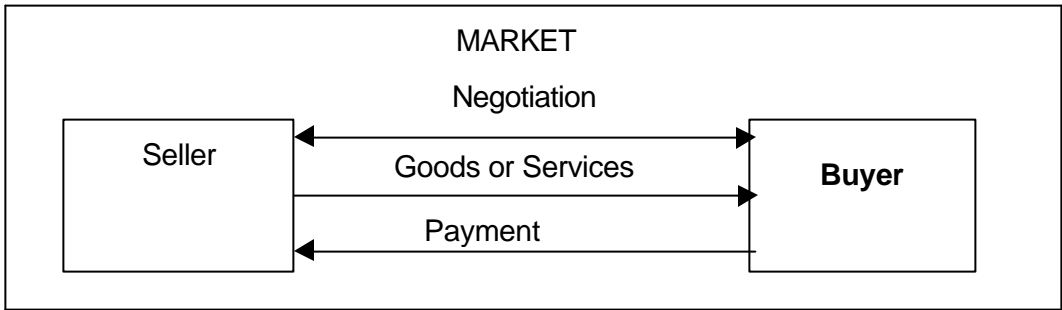 MARKET
Negotiation
Seller
Goods or Services
Buyer
Payment